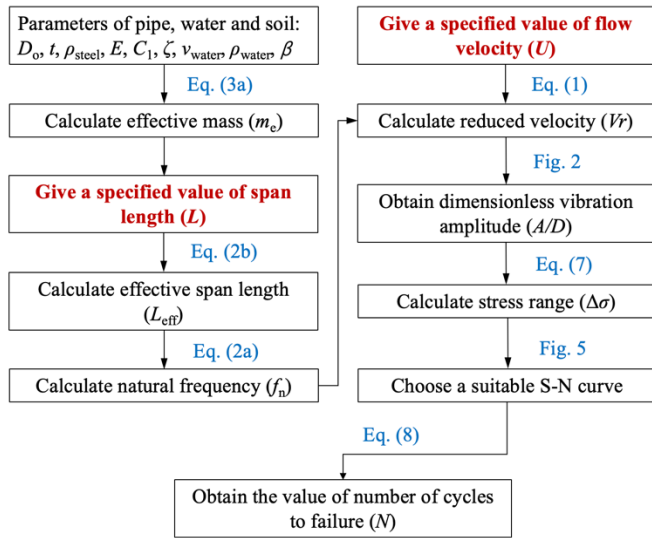 Parameters of pipe, water and soil:
Dₒ, t, ρsteel, E, C₁, ζ, νwater, ρwater, β
Eq. (3a)
Calculate effective mass (mₑ)
Give a specified value of span
length (L)
Eq. (2b)
Calculate effective span length
(Leff)
Eq. (2a)
Calculate natural frequency (fₙ)
Give a specified value of flow
velocity (U)
Eq. (1)
Calculate reduced velocity (Vr)
Fig. 2
Obtain dimensionless vibration
amplitude (A/D)
Eq. (7)
Calculate stress range (Δσ)
Fig. 5
Choose a suitable S-N curve
Eq. (8)
Obtain the value of number of cycles
to failure (N)